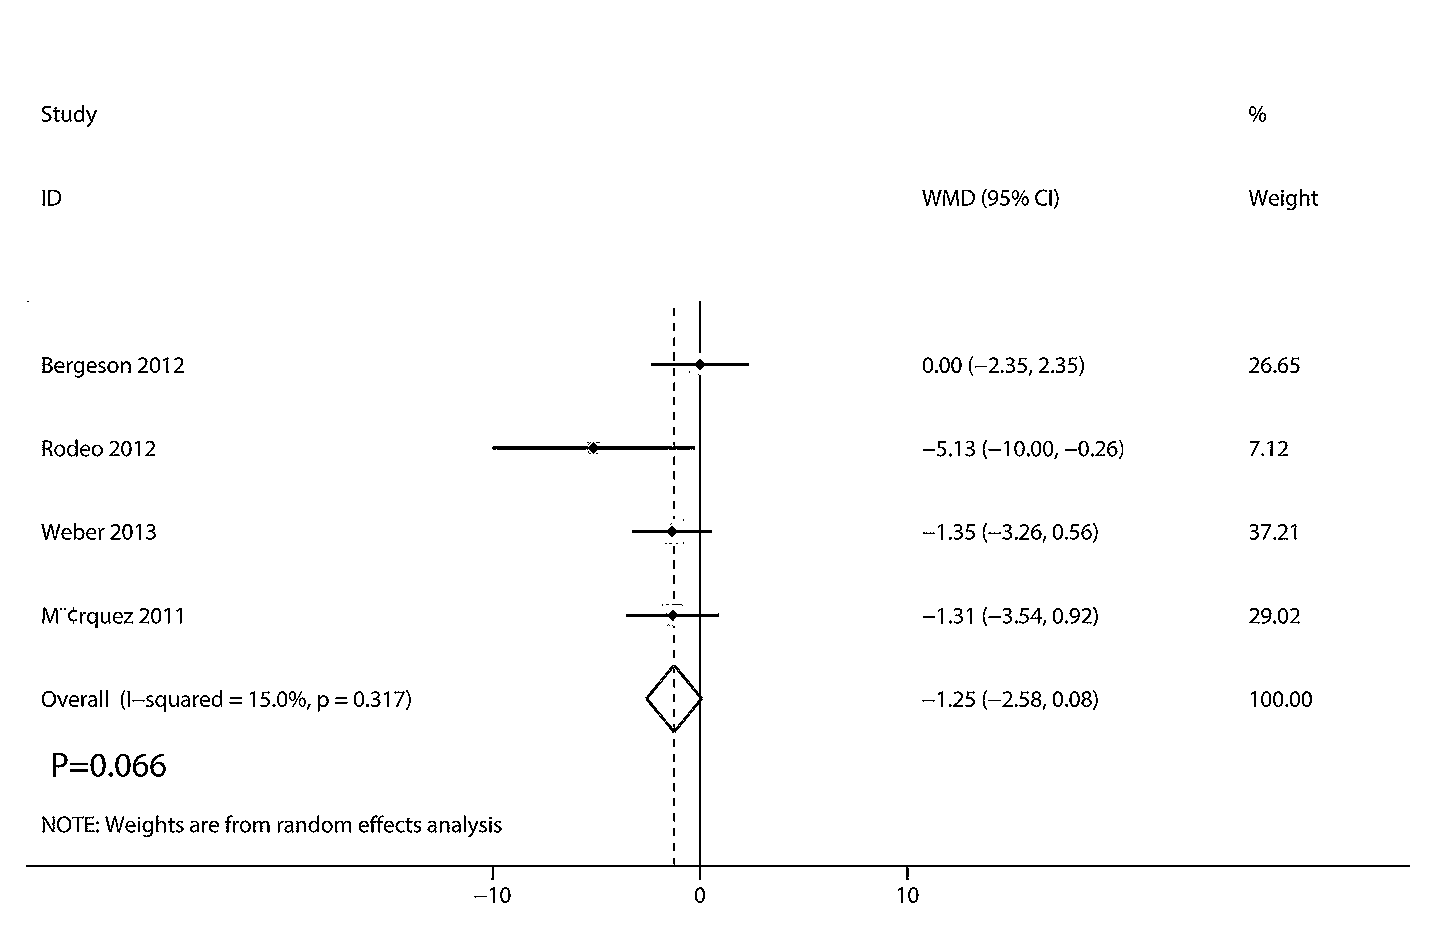 Study %
ID WMD (95% CI) Weight
Bergeson 2012 0.00 (−2.35, 2.35) 26.65
Rodeo 2012 −5.13 (−10.00, −0.26) 7.12
Weber 2013 −1.35 (−3.26, 0.56) 37.21
M¨¢rquez 2011 −1.31 (−3.54, 0.92) 29.02
Overall (I−squared = 15.0%, p = 0.317) −1.25 (−2.58, 0.08) 100.00
P=0.066
NOTE: Weights are from random effects analysis
−10 0 10